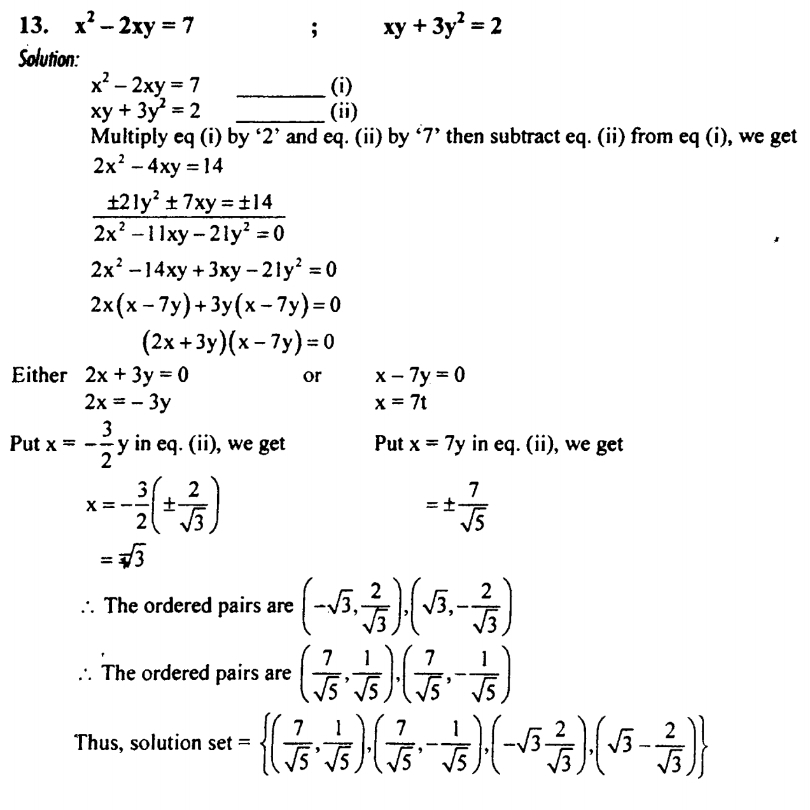 13. x² – 2xy = 7 ; xy + 3y² = 2
Solution:
x² – 2xy = 7 ________ (i)
xy + 3y² = 2 ________ (ii)
Multiply eq (i) by ‘2’ and eq. (ii) by ‘7’ then subtract eq. (ii) from eq (i), we get
2x² – 4xy = 14
±21y² ± 7xy = ±14
2x² –11xy – 21y² = 0
2x² –14xy + 3xy – 21y² = 0
2x(x – 7y) + 3y(x – 7y) = 0
(2x + 3y)(x – 7y) = 0
Either 2x + 3y = 0 or x – 7y = 0
2x = – 3y x = 7t
Put x = –3/2 y in eq. (ii), we get Put x = 7y in eq. (ii), we get
x = –3/2(± 2/√3) = ± 7/√5
= ∓√3
∴ The ordered pairs are (–√3, 2/√3),(√3, –2/√3)
∴ The ordered pairs are (7/√5, 1/√5),(7/√5, –1/√5)
Thus, solution set = {(7/√5, 1/√5),(7/√5, –1/√5),(–√3 2/√3),(√3 – 2/√3)}